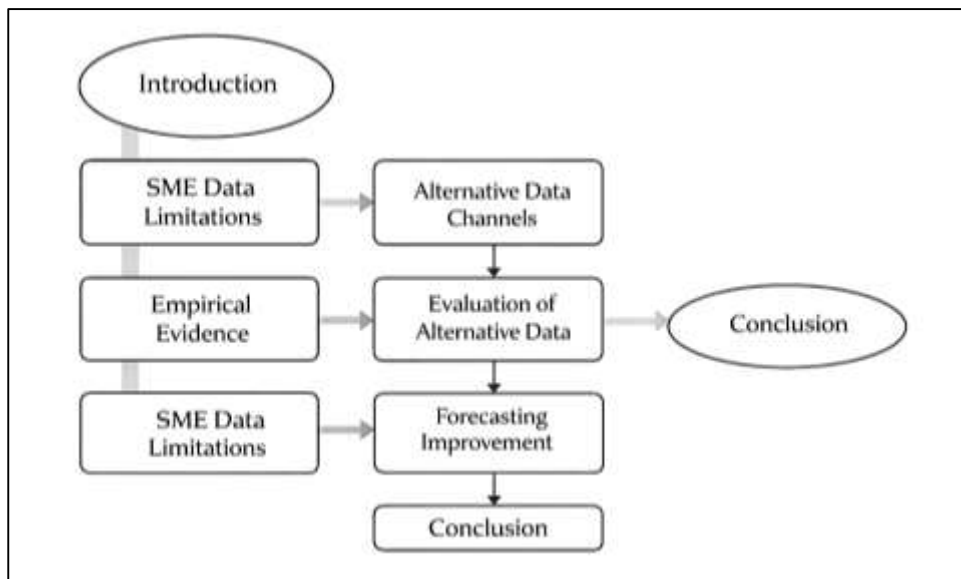 Introduction
SME Data
Limitations
Alternative Data
Channels
Empirical
Evidence
Evaluation of
Alternative Data
Conclusion
SME Data
Limitations
Forecasting
Improvement
Conclusion